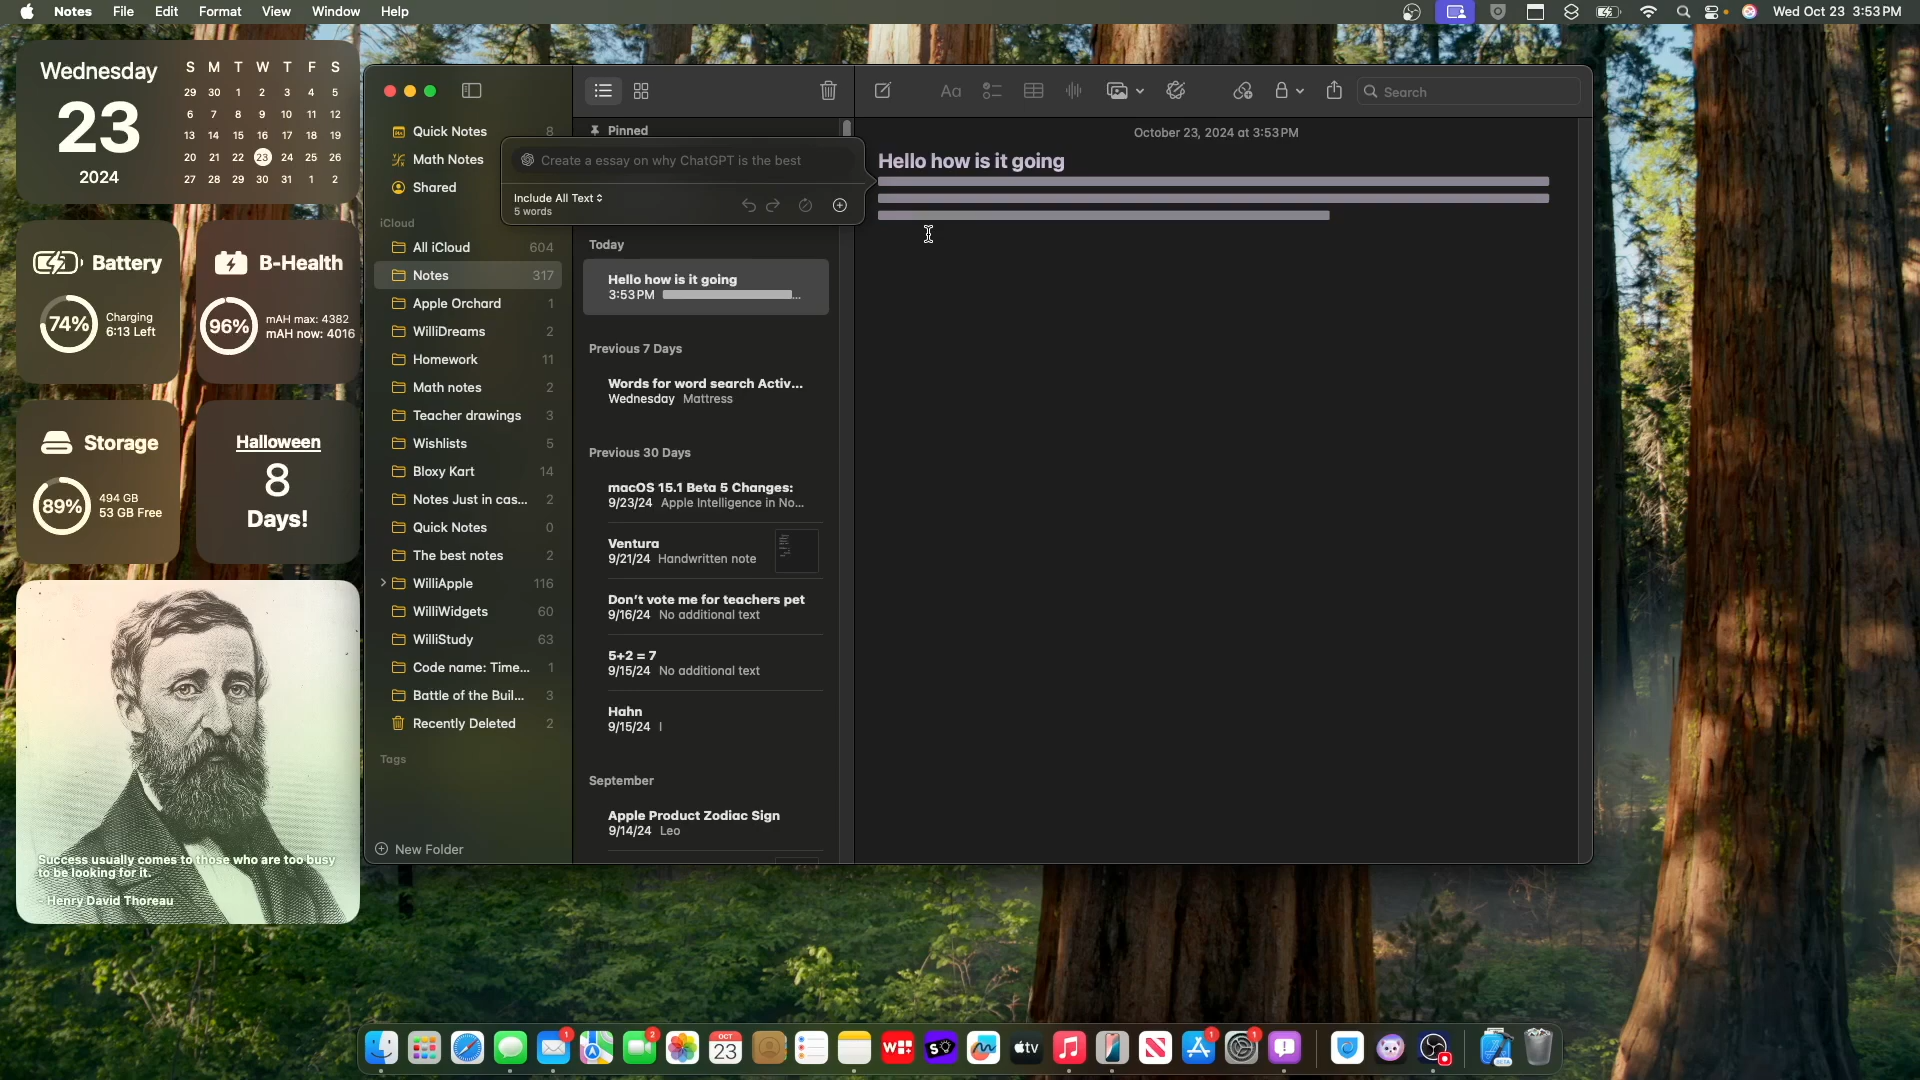 Notes File Edit Format View Window Help
Wed Oct 23 3:53 PM
Wednesday
23
2024
S M T W T F S
29 30 1 2 3 4 5
6 7 8 9 10 11 12
13 14 15 16 17 18 19
20 21 22 23 24 25 26
27 28 29 30 31 1 2
Battery
74%
Charging
6:13 Left
B-Health
96%
mAH max: 4382
mAH now: 4016
Storage
89%
494 GB
53 GB Free
Halloween
8
Days!
Success usually comes to those who are too busy
to be looking for it.
- Henry David Thoreau
Quick Notes 8
Math Notes
Shared
iCloud
All iCloud 604
Notes 317
Apple Orchard 1
WilliDreams 2
Homework 11
Math notes 2
Teacher drawings 3
Wishlists 5
Bloxy Kart 14
Notes Just in cas... 2
Quick Notes 0
The best notes 2
WilliApple 116
WilliWidgets 60
WilliStudy 63
Code name: Time... 1
Battle of the Buil... 3
Recently Deleted 2
Tags
New Folder
Pinned
Create a essay on why ChatGPT is the best
Include All Text
5 words
Today
Hello how is it going
3:53 PM ...
Previous 7 Days
Words for word search Activ...
Wednesday Mattress
Previous 30 Days
macOS 15.1 Beta 5 Changes:
9/23/24 Apple Intelligence in No...
Ventura
9/21/24 Handwritten note
Don't vote me for teachers pet
9/16/24 No additional text
5+2 = 7
9/15/24 No additional text
Hahn
9/15/24 I
September
Apple Product Zodiac Sign
9/14/24 Leo
Aa
Search
October 23, 2024 at 3:53 PM
Hello how is it going
1
2
OCT
23
tv
1
1
BETA